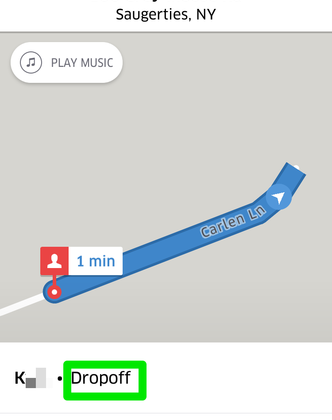 Saugerties, NY
PLAY MUSIC
Carlen Ln
1 min
K • Dropoff